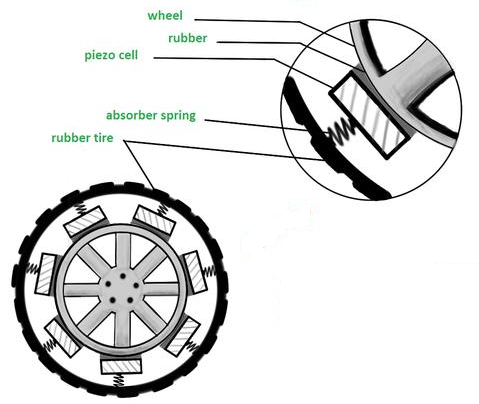 wheel
rubber
piezo cell
absorber spring
rubber tire